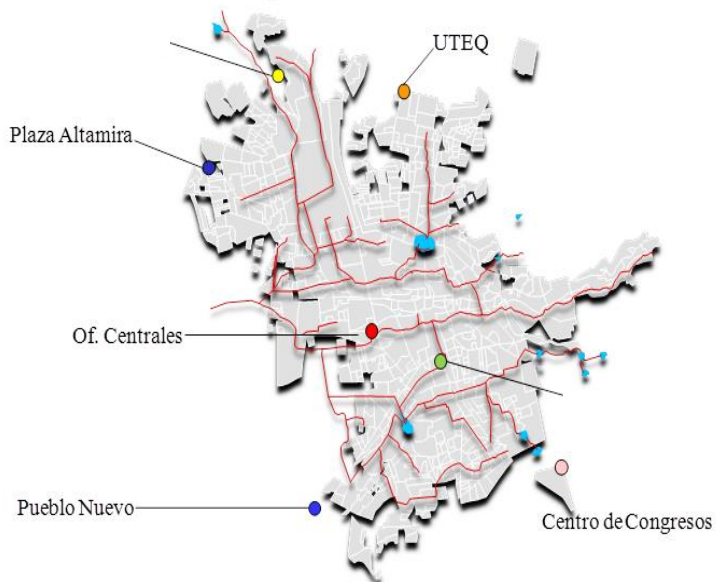 UTEQ
Plaza Altamira
Of. Centrales
Pueblo Nuevo
Centro de Congresos